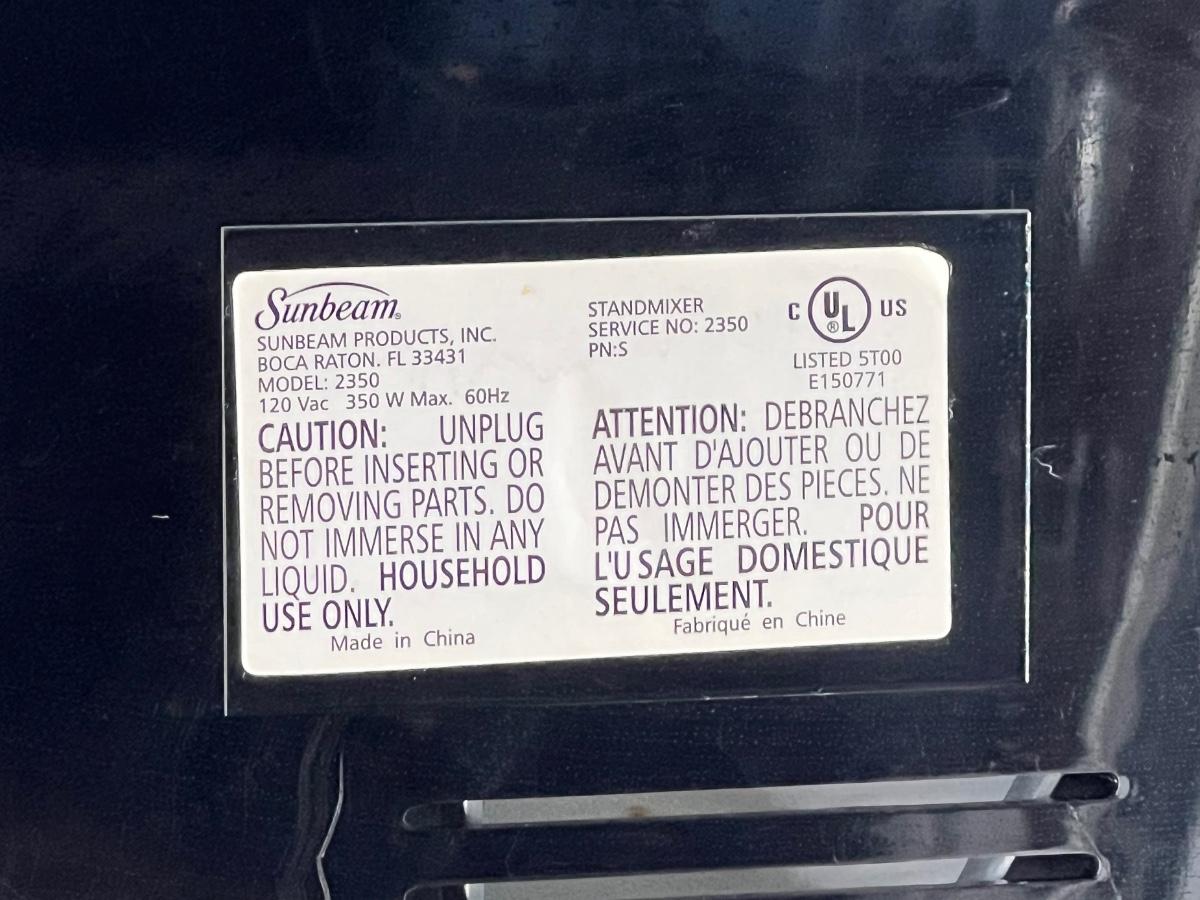 Sunbeam®
SUNBEAM PRODUCTS, INC.
BOCA RATON. FL 33431
MODEL: 2350
120 Vac 350 W Max. 60Hz
CAUTION: UNPLUG
BEFORE INSERTING OR
REMOVING PARTS. DO
NOT IMMERSE IN ANY
LIQUID. HOUSEHOLD
USE ONLY.
Made in China
STANDMIXER
SERVICE NO: 2350
PN:S
C UL® US
LISTED 5T00
E150771
ATTENTION: DEBRANCHEZ
AVANT D'AJOUTER OU DE
DEMONTER DES PIECES. NE
PAS IMMERGER. POUR
L'USAGE DOMESTIQUE
SEULEMENT.
Fabriqué en Chine